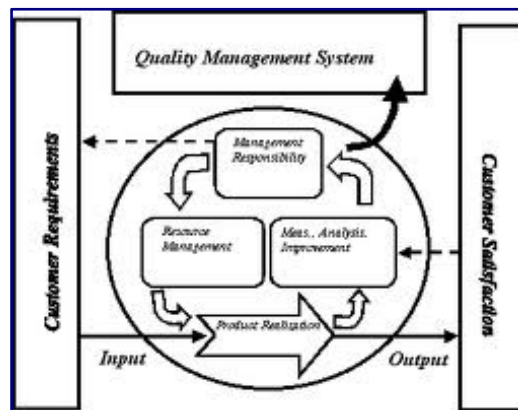 Quality Management System
Customer Requirements
Management
Responsibility
Resource
Management
Meas., Analysis,
Improvement
Product Realization
Input
Output
Customer Satisfaction